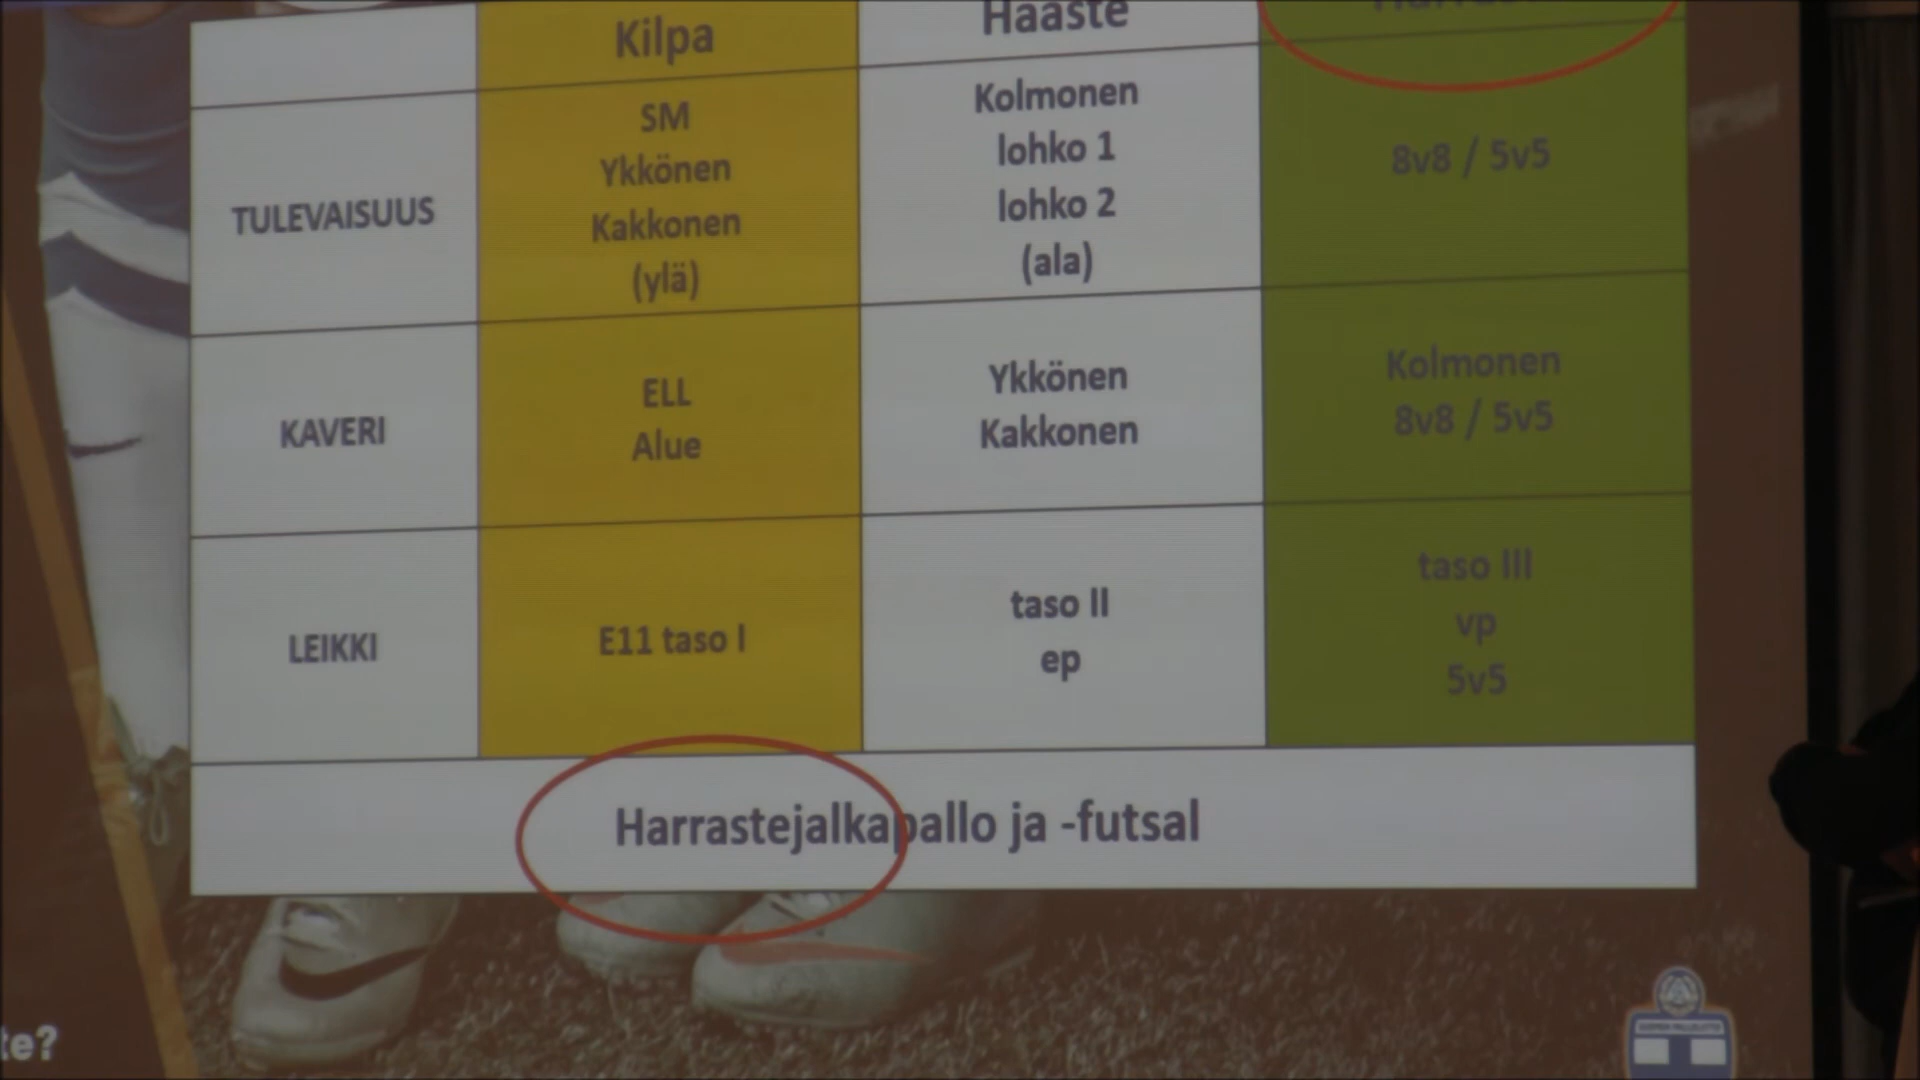 Kilpa
Haaste
TULEVAISUUS
SM
Ykkönen
Kakkonen
(ylä)
Kolmonen
lohko 1
lohko 2
(ala)
8v8 / 5v5
KAVERI
ELL
Alue
Ykkönen
Kakkonen
Kolmonen
8v8 / 5v5
LEIKKI
E11 taso I
taso II
ep
taso III
vp
5v5
Harrastejalkapallo ja -futsal
te?